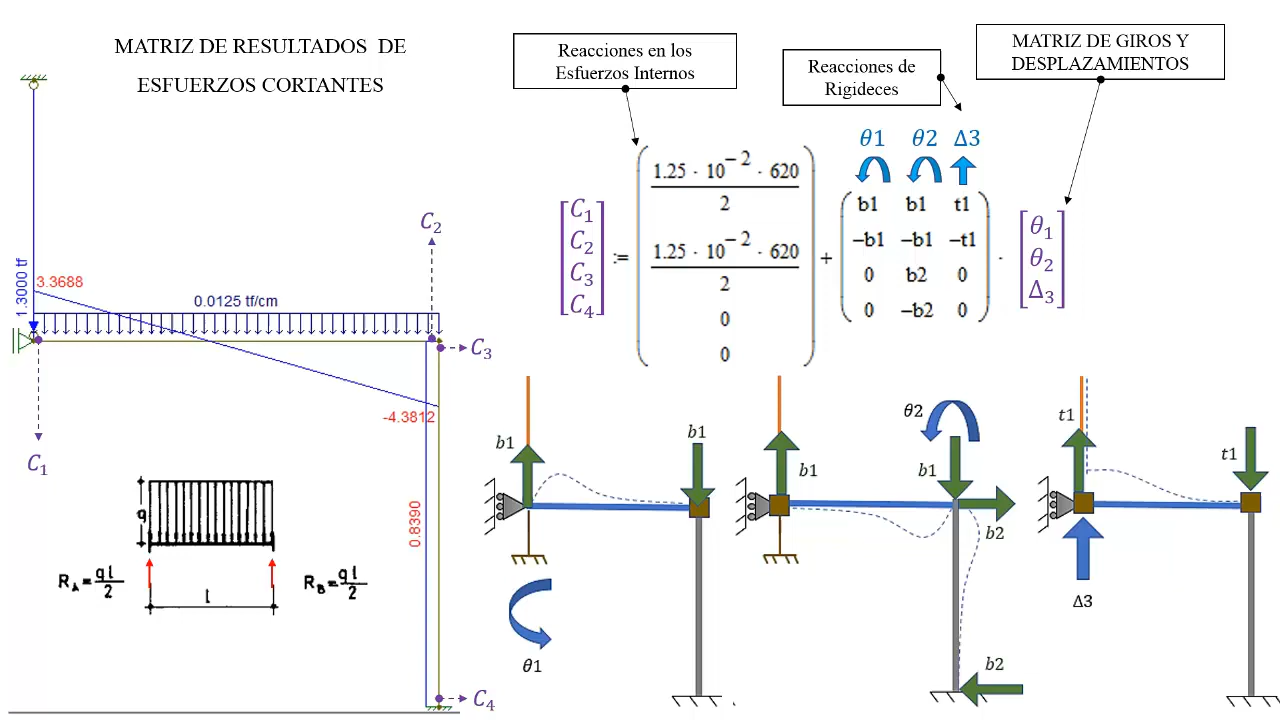 MATRIZ DE RESULTADOS DE
ESFUERZOS CORTANTES
Reacciones en los
Esfuerzos Internos
Reacciones de
Rigideces
MATRIZ DE GIROS Y
DESPLAZAMIENTOS
θ1 θ2 Δ3
C₁
C₂
C₃
C₄
:=
1.25 · 10⁻² · 620
2
1.25 · 10⁻² · 620
2
0
0
+
b1 b1 t1
−b1 −b1 −t1
0 b2 0
0 −b2 0
·
θ₁
θ₂
Δ₃
C₂
1.3000 tf
3.3688
0.0125 tf/cm
C₃
-4.3812
C₁
0.8390
C₄
q
R_A = ql/2
R_B = ql/2
l
b1
b1
θ1
b1
θ2
b1
b2
b2
t1
t1
Δ3